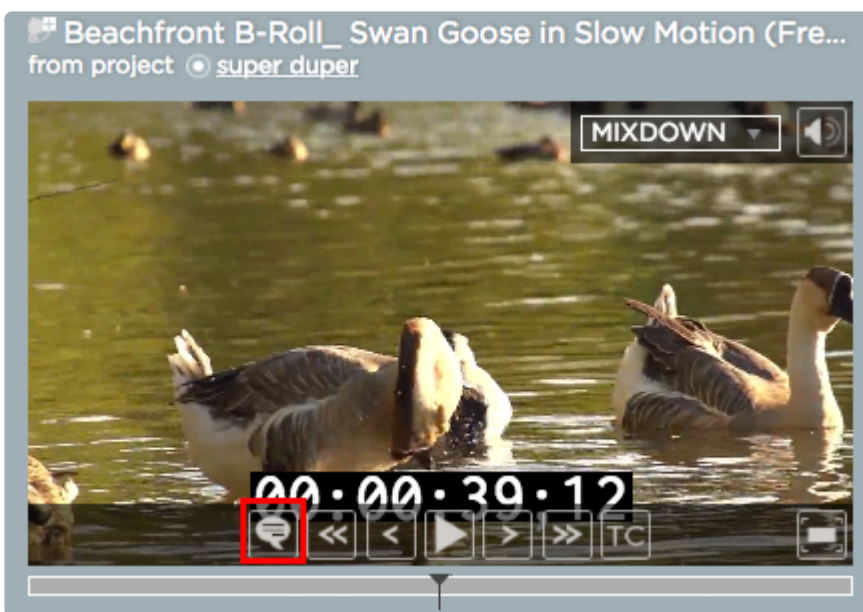 Beachfront B-Roll_ Swan Goose in Slow Motion (Fre...
from project super duper
MIXDOWN
00:00:39:12
TC